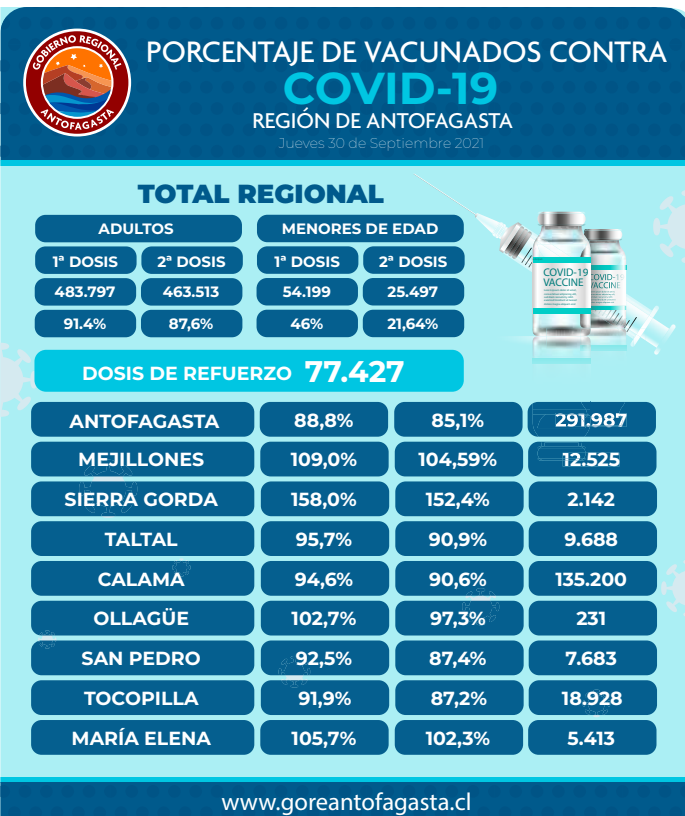 GOBIERNO REGIONAL
ANTOFAGASTA
PORCENTAJE DE VACUNADOS CONTRA
COVID-19
REGIÓN DE ANTOFAGASTA
Jueves 30 de Septiembre 2021
TOTAL REGIONAL
ADULTOS MENORES DE EDAD
1ª DOSIS 2ª DOSIS 1ª DOSIS 2ª DOSIS
483.797 463.513 54.199 25.497
91.4% 87,6% 46% 21,64%
COVID-19
VACCINE
COVID-19
VACCINE
DOSIS DE REFUERZO 77.427
ANTOFAGASTA 88,8% 85,1% 291.987
MEJILLONES 109,0% 104,59% 12.525
SIERRA GORDA 158,0% 152,4% 2.142
TALTAL 95,7% 90,9% 9.688
CALAMA 94,6% 90,6% 135.200
OLLAGÜE 102,7% 97,3% 231
SAN PEDRO 92,5% 87,4% 7.683
TOCOPILLA 91,9% 87,2% 18.928
MARÍA ELENA 105,7% 102,3% 5.413
www.goreantofagasta.cl